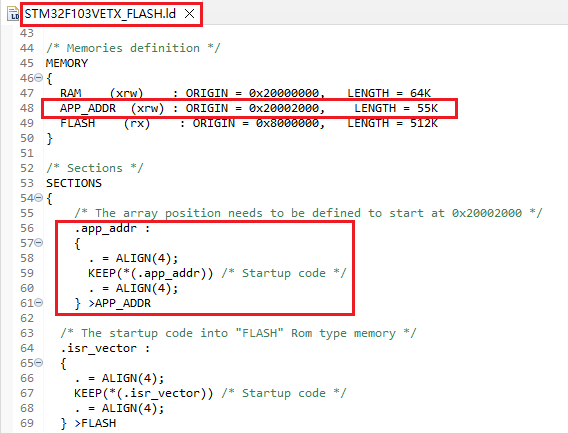 STM32F103VETX_FLASH.ld
43
44 /* Memories definition */
45 MEMORY
46 {
47 RAM (xrw) : ORIGIN = 0x20000000, LENGTH = 64K
48 APP_ADDR (xrw) : ORIGIN = 0x20002000, LENGTH = 55K
49 FLASH (rx) : ORIGIN = 0x8000000, LENGTH = 512K
50 }
51
52 /* Sections */
53 SECTIONS
54 {
55 /* The array position needs to be defined to start at 0x20002000 */
56 .app_addr :
57 {
58 . = ALIGN(4);
59 KEEP(*(.app_addr)) /* Startup code */
60 . = ALIGN(4);
61 } >APP_ADDR
62
63 /* The startup code into "FLASH" Rom type memory */
64 .isr_vector :
65 {
66 . = ALIGN(4);
67 KEEP(*(.isr_vector)) /* Startup code */
68 . = ALIGN(4);
69 } >FLASH